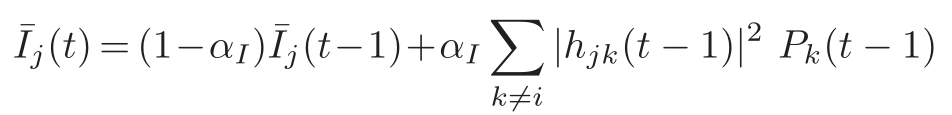 Ī_j(t) = (1−α_I)Ī_j(t−1)+α_I ∑_{k≠i} |h_{jk}(t − 1)|² P_k(t − 1)